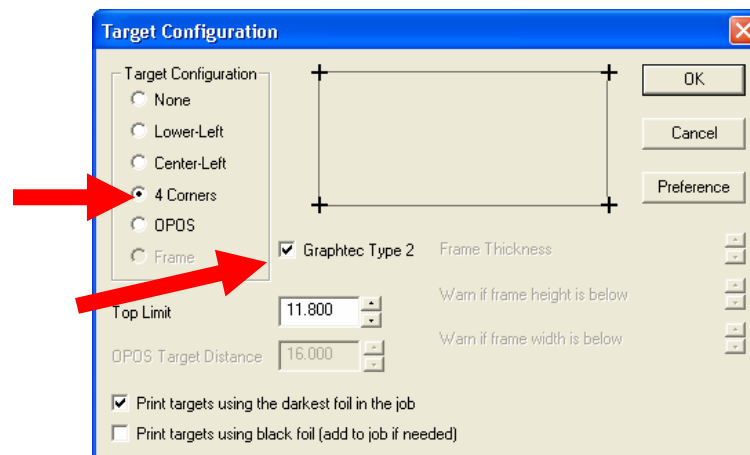 Target Configuration
Target Configuration
None
Lower-Left
Center-Left
4 Corners
OPOS
Frame
OK
Cancel
Preference
Graphtec Type 2
Frame Thickness
Warn if frame height is below
Warn if frame width is below
Top Limit
11.800
OPOS Target Distance
16.000
Print targets using the darkest foil in the job
Print targets using black foil (add to job if needed)